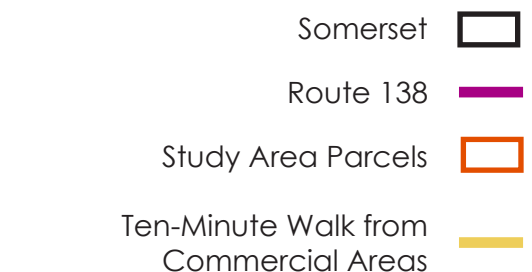 Somerset
Route 138
Study Area Parcels
Ten-Minute Walk from
Commercial Areas